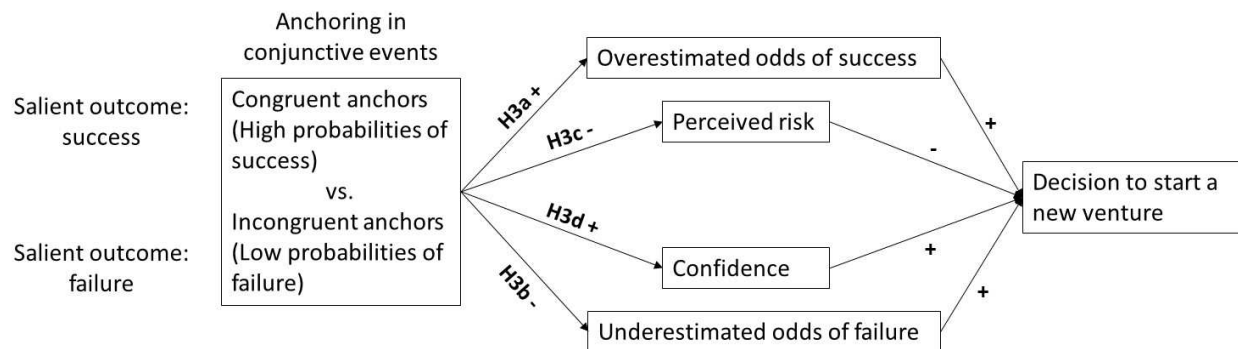 Anchoring in
conjunctive events
Salient outcome:
success
Salient outcome:
failure
Congruent anchors
(High probabilities of
success)
vs.
Incongruent anchors
(Low probabilities of
failure)
H3a +
H3c -
H3d +
H3b -
Overestimated odds of success
Perceived risk
Confidence
Underestimated odds of failure
+
-
+
+
Decision to start a
new venture